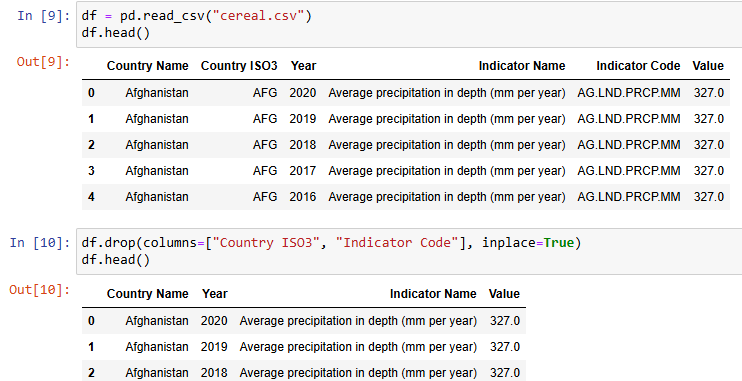 In [9]: df = pd.read_csv("cereal.csv")
df.head()
Out[9]: Country Name Country ISO3 Year Indicator Name Indicator Code Value
0 Afghanistan AFG 2020 Average precipitation in depth (mm per year) AG.LND.PRCP.MM 327.0
1 Afghanistan AFG 2019 Average precipitation in depth (mm per year) AG.LND.PRCP.MM 327.0
2 Afghanistan AFG 2018 Average precipitation in depth (mm per year) AG.LND.PRCP.MM 327.0
3 Afghanistan AFG 2017 Average precipitation in depth (mm per year) AG.LND.PRCP.MM 327.0
4 Afghanistan AFG 2016 Average precipitation in depth (mm per year) AG.LND.PRCP.MM 327.0
In [10]: df.drop(columns=["Country ISO3", "Indicator Code"], inplace=True)
df.head()
Out[10]: Country Name Year Indicator Name Value
0 Afghanistan 2020 Average precipitation in depth (mm per year) 327.0
1 Afghanistan 2019 Average precipitation in depth (mm per year) 327.0
2 Afghanistan 2018 Average precipitation in depth (mm per year) 327.0